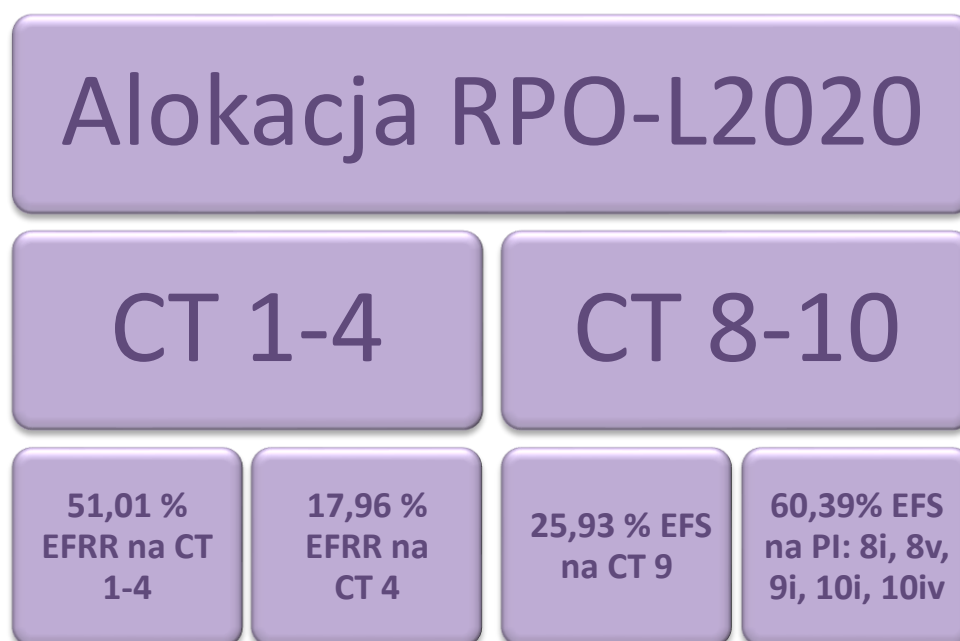 Alokacja RPO-L2020
CT 1-4
CT 8-10
51,01 %
EFRR na CT
1-4
17,96 %
EFRR na
CT 4
25,93 % EFS
na CT 9
60,39% EFS
na PI: 8i, 8v,
9i, 10i, 10iv